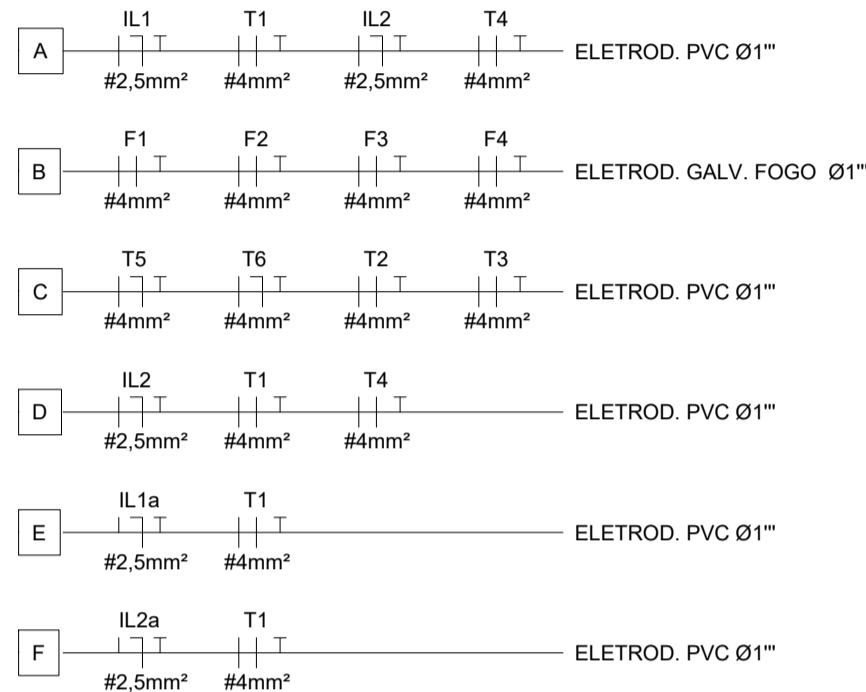 IL1 T1 IL2 T4
A ELETROD. PVC Ø1'"
#2,5mm² #4mm² #2,5mm² #4mm²
F1 F2 F3 F4
B ELETROD. GALV. FOGO Ø1'"
#4mm² #4mm² #4mm² #4mm²
T5 T6 T2 T3
C ELETROD. PVC Ø1'"
#4mm² #4mm² #4mm² #4mm²
IL2 T1 T4
D ELETROD. PVC Ø1'"
#2,5mm² #4mm² #4mm²
IL1a T1
E ELETROD. PVC Ø1'"
#2,5mm² #4mm²
IL2a T1
F ELETROD. PVC Ø1'"
#2,5mm² #4mm²